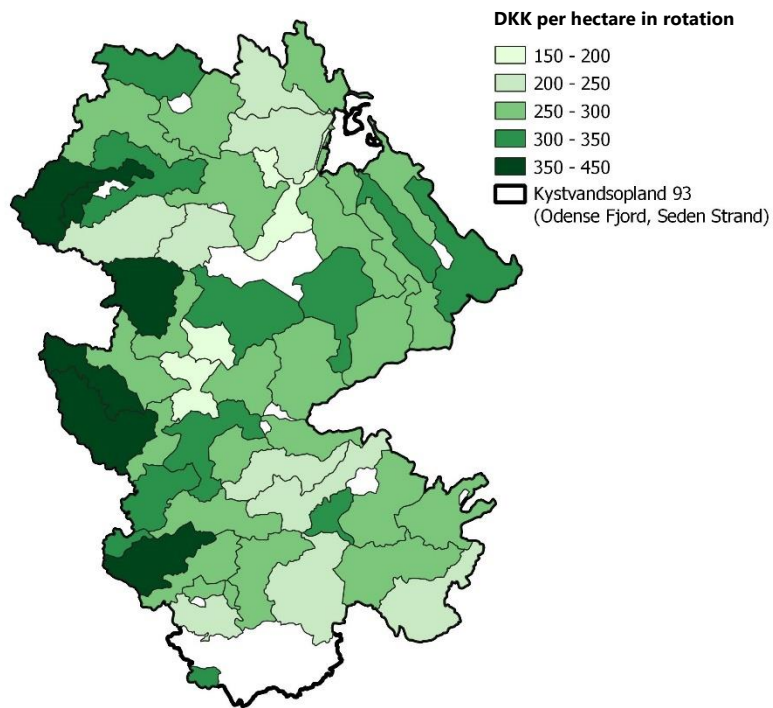 DKK per hectare in rotation
150 - 200
200 - 250
250 - 300
300 - 350
350 - 450
Kystvandsopland 93
(Odense Fjord, Seden Strand)